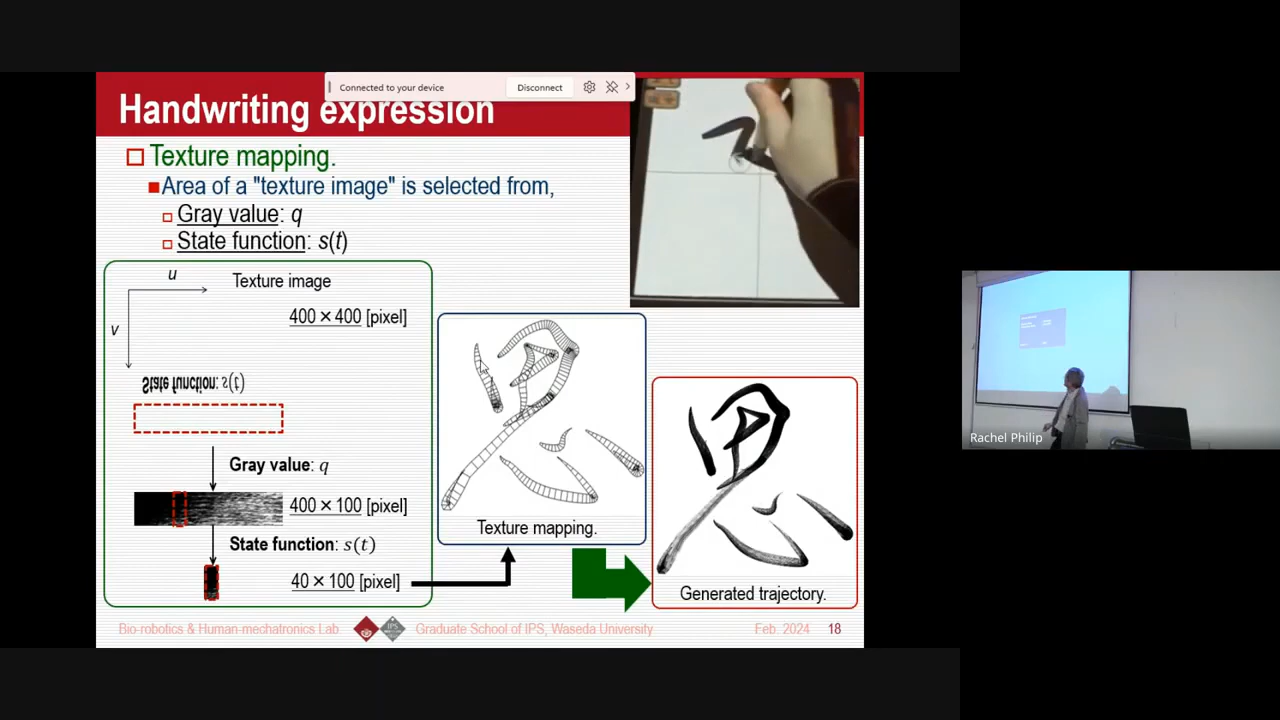 Connected to your device
Disconnect
Handwriting expression
Texture mapping.
Area of a "texture image" is selected from,
Gray value: q
State function: s(t)
u
Texture image
v
400 × 400 [pixel]
State function: s(t)
Gray value: q
400 × 100 [pixel]
State function: s(t)
40 × 100 [pixel]
Texture mapping.
思
Generated trajectory.
Bio-robotics & Human-mechatronics Lab
IPS
Graduate School of IPS, Waseda University
Feb. 2024
18
Rachel Philip